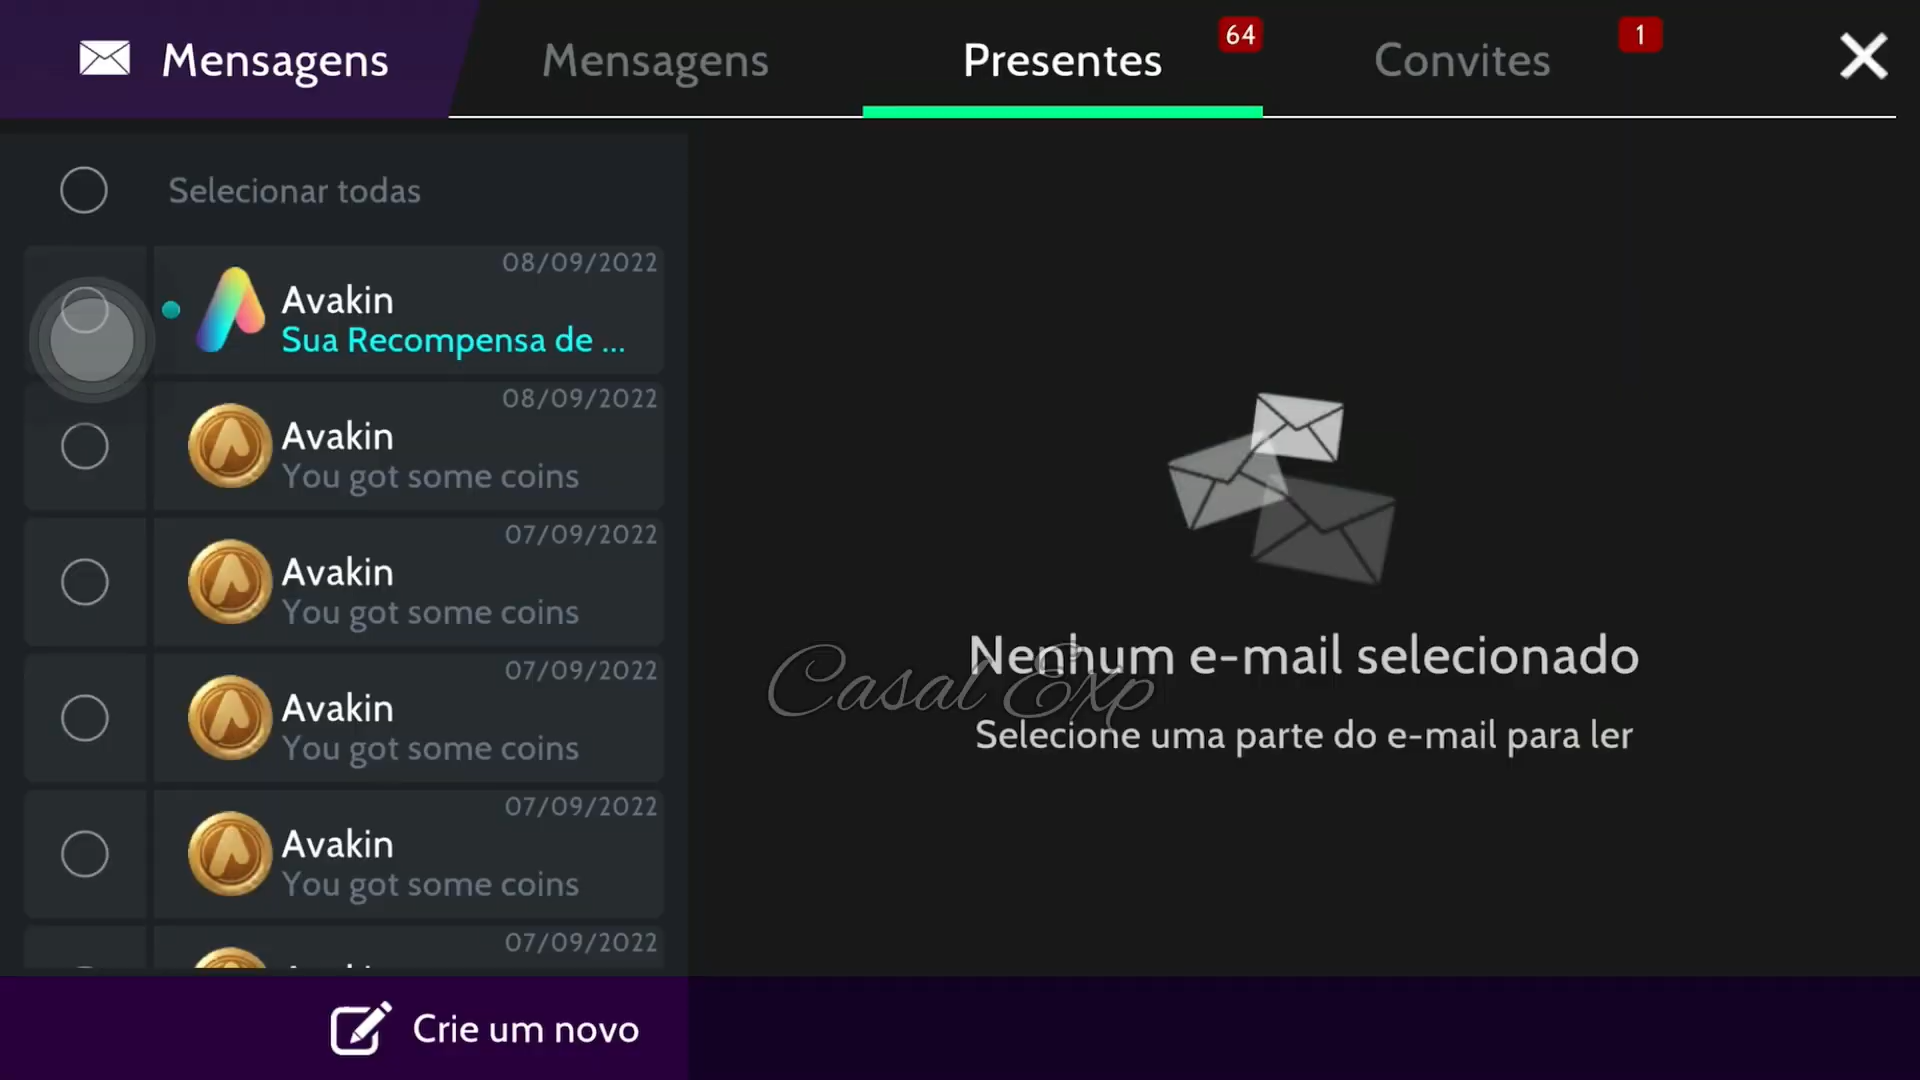 Mensagens
Mensagens
Presentes
64
Convites
1
Selecionar todas
08/09/2022
Avakin
Sua Recompensa de ...
08/09/2022
Avakin
You got some coins
07/09/2022
Avakin
You got some coins
07/09/2022
Avakin
You got some coins
07/09/2022
Avakin
You got some coins
07/09/2022
Nenhum e-mail selecionado
Casal Exp
Selecione uma parte do e-mail para ler
Crie um novo